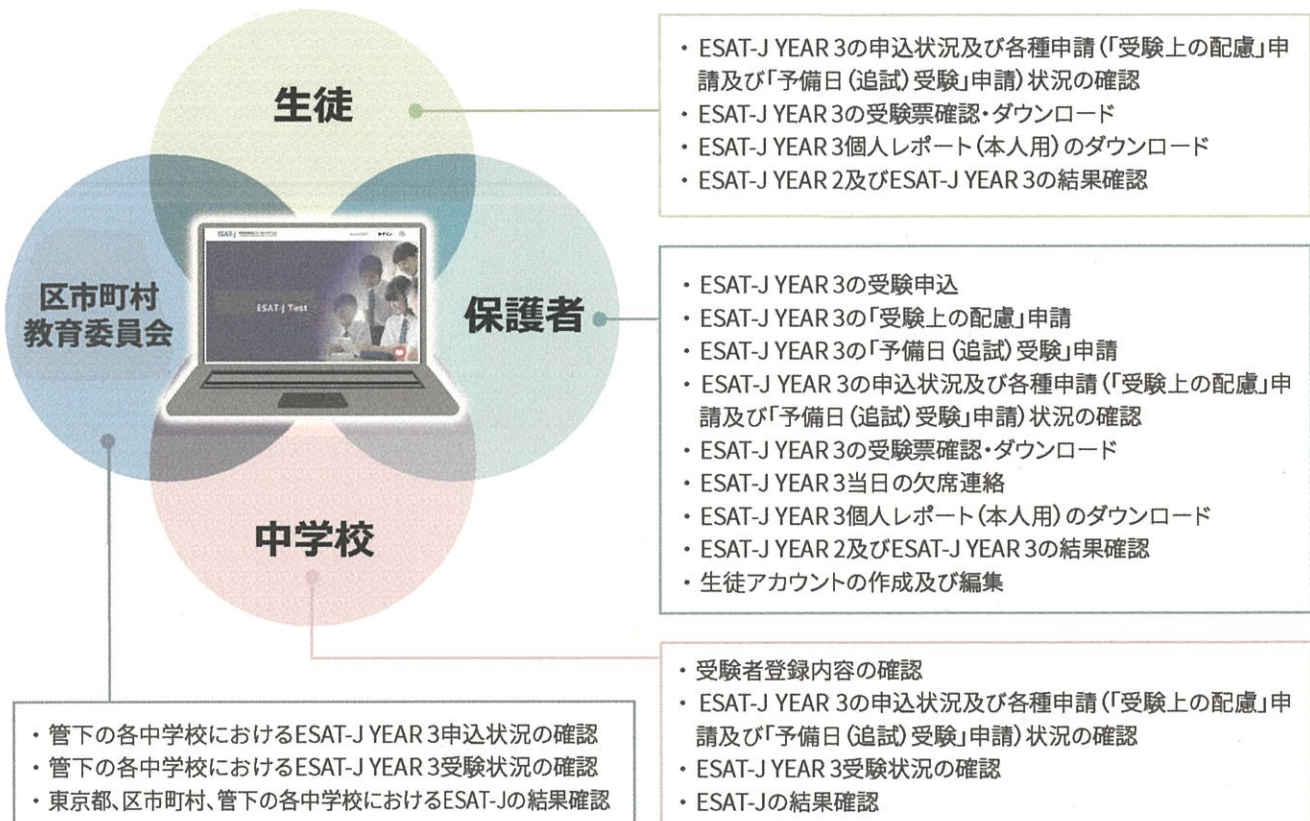 生徒
区市町村
教育委員会
保護者
中学校
ESAT-J
ESAT-J Test
・ESAT-J YEAR 3の申込状況及び各種申請(「受験上の配慮」申
請及び「予備日(追試)受験」申請)状況の確認
・ESAT-J YEAR 3の受験票確認・ダウンロード
・ESAT-J YEAR 3個人レポート(本人用)のダウンロード
・ESAT-J YEAR 2及びESAT-J YEAR 3の結果確認
・ESAT-J YEAR 3の受験申込
・ESAT-J YEAR 3の「受験上の配慮」申請
・ESAT-J YEAR 3の「予備日(追試)受験」申請
・ESAT-J YEAR 3の申込状況及び各種申請(「受験上の配慮」申
請及び「予備日(追試)受験」申請)状況の確認
・ESAT-J YEAR 3の受験票確認・ダウンロード
・ESAT-J YEAR 3当日の欠席連絡
・ESAT-J YEAR 3個人レポート(本人用)のダウンロード
・ESAT-J YEAR 2及びESAT-J YEAR 3の結果確認
・生徒アカウントの作成及び編集
・受験者登録内容の確認
・ESAT-J YEAR 3の申込状況及び各種申請(「受験上の配慮」申
請及び「予備日(追試)受験」申請)状況の確認
・ESAT-J YEAR 3受験状況の確認
・ESAT-Jの結果確認
・管下の各中学校におけるESAT-J YEAR 3申込状況の確認
・管下の各中学校におけるESAT-J YEAR 3受験状況の確認
・東京都、区市町村、管下の各中学校におけるESAT-Jの結果確認